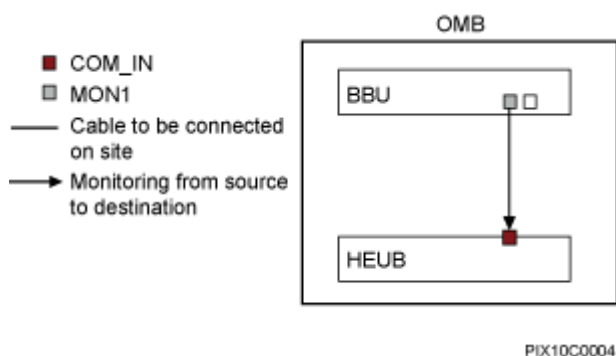 OMB
COM_IN
MON1
Cable to be connected
on site
Monitoring from source
to destination
BBU
HEUB
PIX10C0004